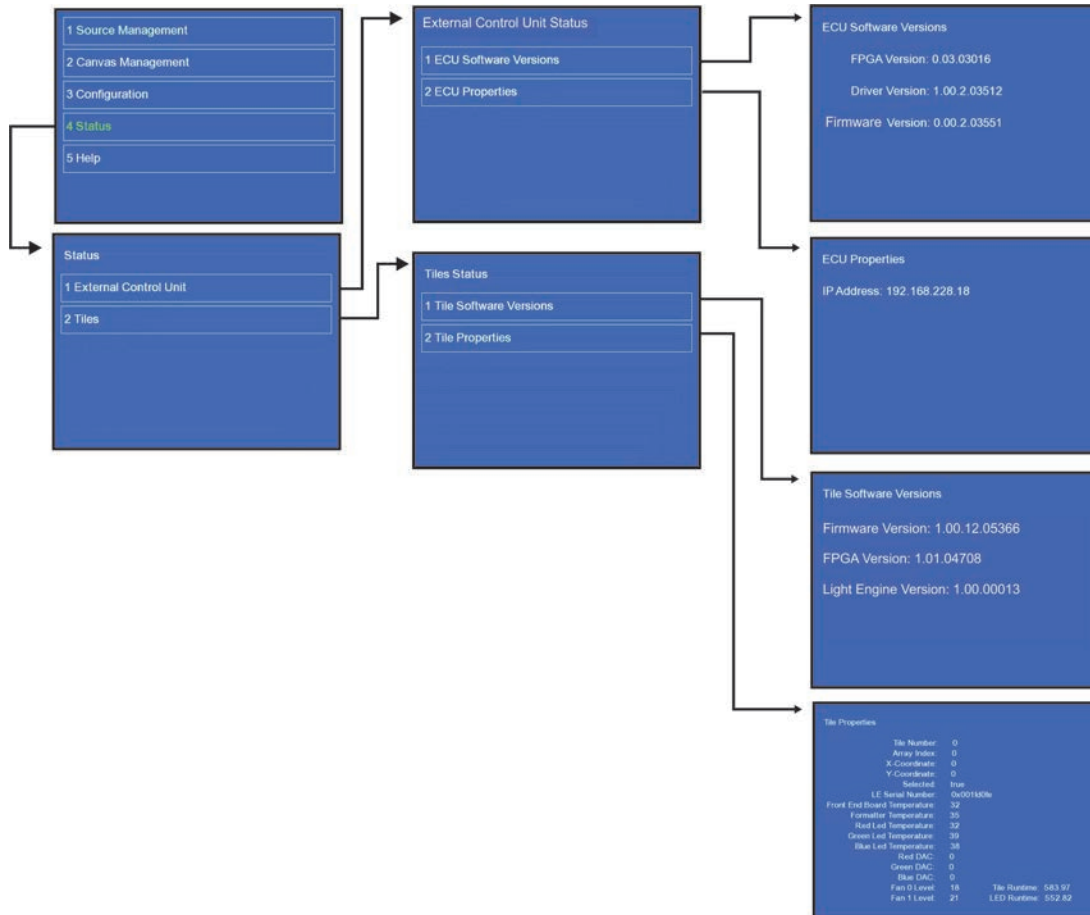 1 Source Management
2 Canvas Management
3 Configuration
4 Status
5 Help
Status
1 External Control Unit
2 Tiles
External Control Unit Status
1 ECU Software Versions
2 ECU Properties
Tiles Status
1 Tile Software Versions
2 Tile Properties
ECU Software Versions
FPGA Version: 0.03.03016
Driver Version: 1.00.2.03512
Firmware Version: 0.00.2.03551
ECU Properties
IP Address: 192.168.228.18
Tile Software Versions
Firmware Version: 1.00.12.05366
FPGA Version: 1.01.04708
Light Engine Version: 1.00.00013
Tile Properties
Tile Number: 0
Array Index: 0
X-Coordinate: 0
Y-Coordinate: 0
Selected: true
LE Serial Number:
Front End Board Temperature: 32
Formatter Temperature: 35
Red Led Temperature: 32
Green Led Temperature: 39
Blue Led Temperature: 38
Red DAC: 0
Green DAC: 0
Blue DAC: 0
Fan 0 Level: 18 Tile Runtime: 583.97
Fan 1 Level: 21 LED Runtime: 552.82